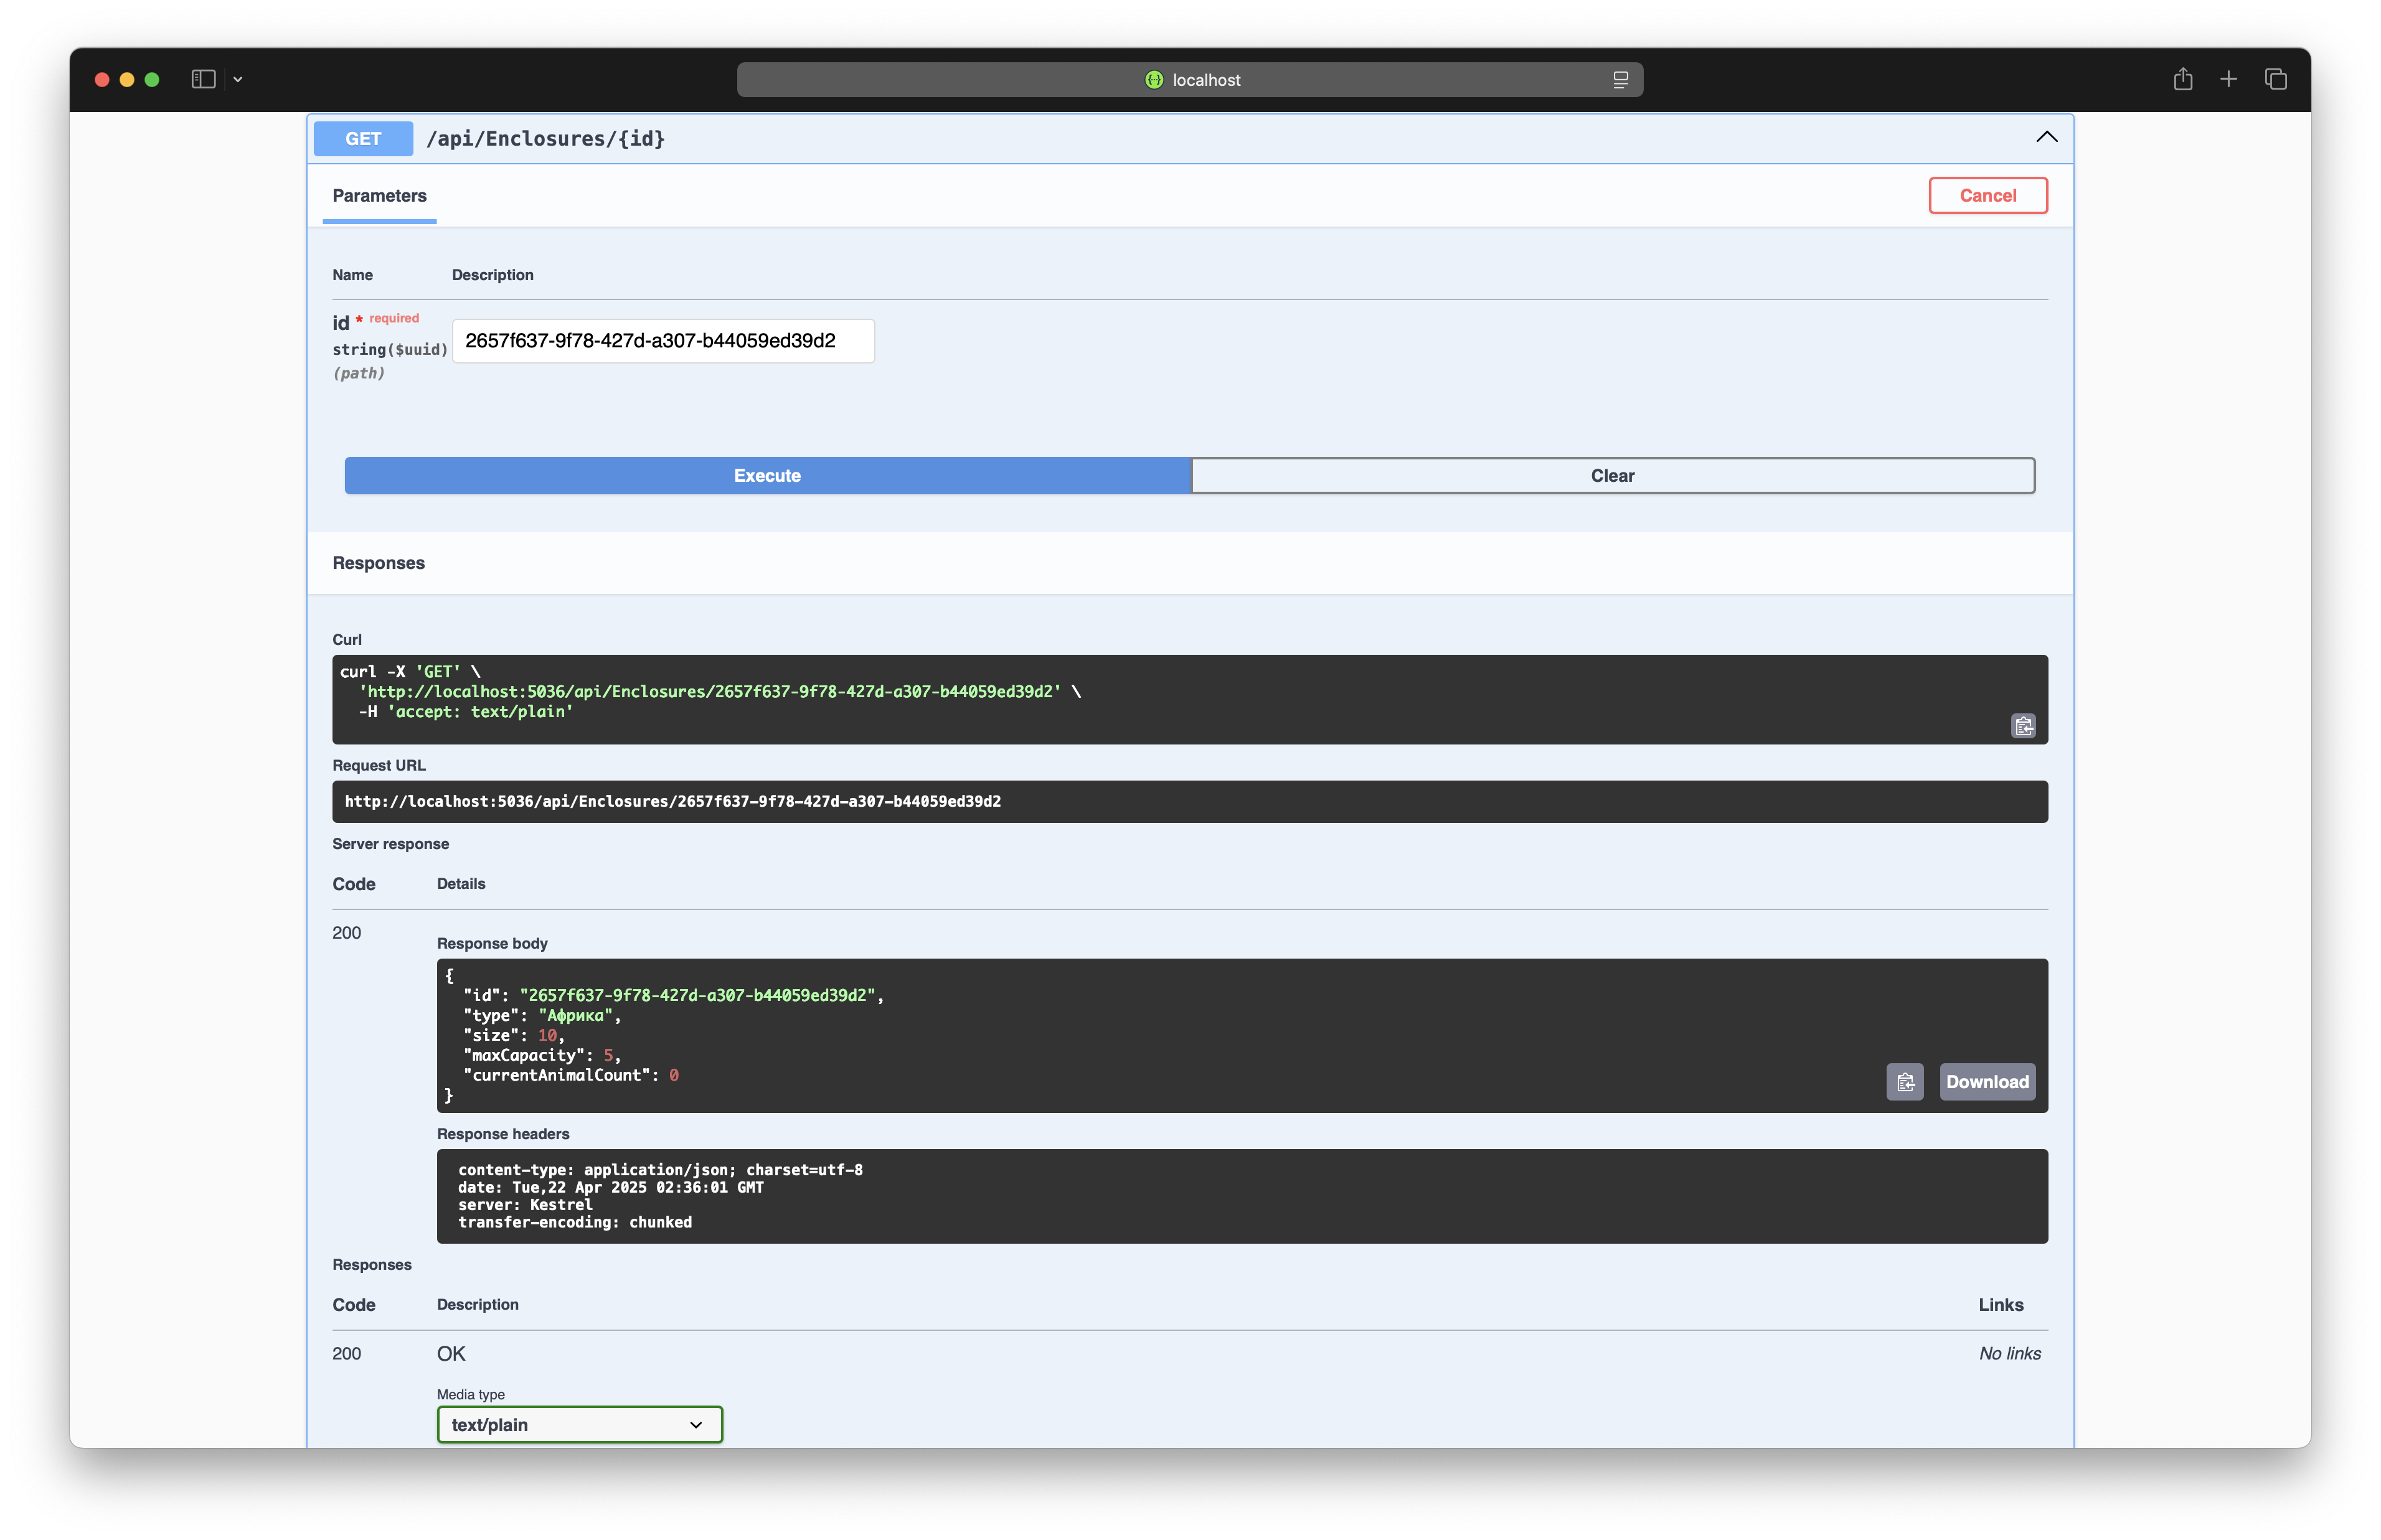 localhost
GET /api/Enclosures/{id}
Parameters
Cancel
Name Description
id * required
string($uuid)
(path)
2657f637-9f78-427d-a307-b44059ed39d2
Execute
Clear
Responses
Curl
curl -X 'GET' \
  'http://localhost:5036/api/Enclosures/2657f637-9f78-427d-a307-b44059ed39d2' \
  -H 'accept: text/plain'
Request URL
http://localhost:5036/api/Enclosures/2657f637-9f78-427d-a307-b44059ed39d2
Server response
Code Details
200
Response body
{
  "id": "2657f637-9f78-427d-a307-b44059ed39d2",
  "type": "Африка",
  "size": 10,
  "maxCapacity": 5,
  "currentAnimalCount": 0
}
Download
Response headers
content-type: application/json; charset=utf-8
date: Tue,22 Apr 2025 02:36:01 GMT
server: Kestrel
transfer-encoding: chunked
Responses
Code Description Links
200 OK No links
Media type
text/plain